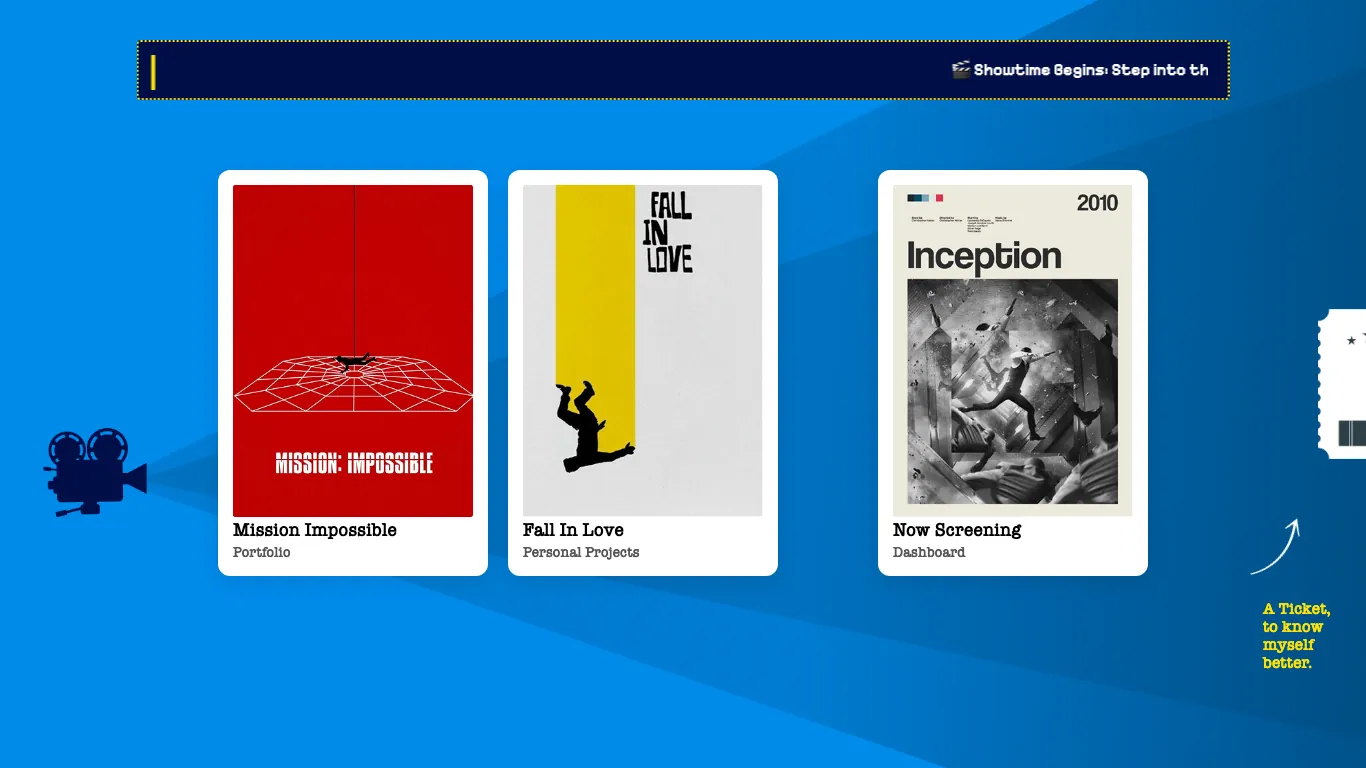 🎬 Showtime Begins: Step into th
FALL
IN
LOVE
2010
Inception
MISSION: IMPOSSIBLE
Mission Impossible
Portfolio
Fall In Love
Personal Projects
Now Screening
Dashboard
A Ticket,
to know
myself
better.